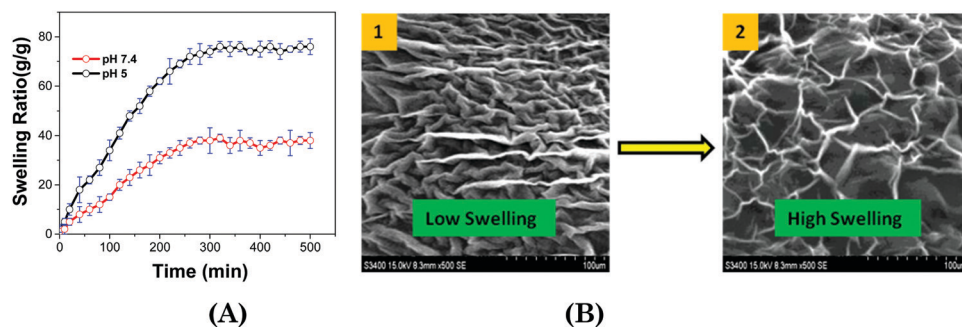 Swelling Ratio(g/g)
80
60
40
20
0
pH 7.4
pH 5
0
100
200
300
400
500
Time (min)
(A)
1
Low Swelling
S3400 15.0kV 8.3mm x500 SE
100um
2
High Swelling
S3400 15.0kV 8.3mm x500 SE
100um
(B)